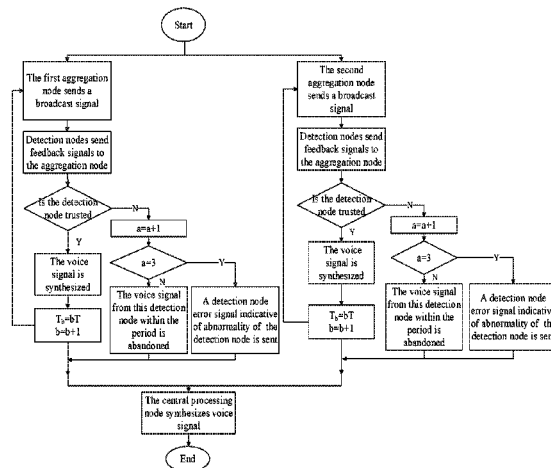 Start
The first aggregation
node sends a
broadcast signal
Detection nodes send
feedback signals to
the aggregation node
Is the detection
node trusted
N
Y
a=a+1
The voice
signal is
synthesized
a=3
Y
N
T_b=bT
b=b+1
The voice signal
from this detection
node within the
period is
abandoned
A detection node
error signal indicative
of abnormality of the
detection node is sent
The second
aggregation node
sends a broadcast
signal
Detection nodes send
feedback signals to
the aggregation node
Is the detection
node trusted
N
Y
a=a+1
The voice
signal is
synthesized
a=3
Y
N
T_b=bT
b=b+1
The voice signal
from this detection
node within the
period is
abandoned
A detection node
error signal indicative
of abnormality of the
detection node is sent
The central processing
node synthesizes voice
signal
End